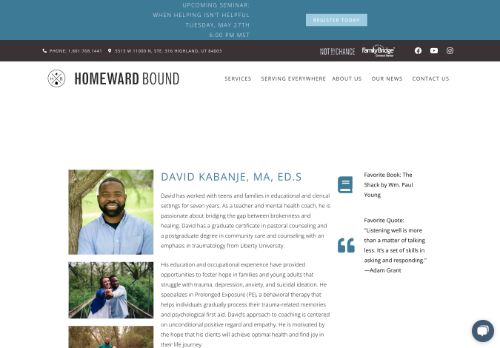 UPCOMING SEMINAR:
WHEN HELPING ISN'T HELPFUL
TUESDAY, MAY 27TH
6:00 PM MST
REGISTER TODAY
PHONE: 1.801.768.1441
5513 W 11000 N, STE. 316 HIGHLAND, UT 84003
NOT BY CHANCE
FamilyBridge
HOMEWARD BOUND
SERVICES
SERVING EVERYWHERE
ABOUT US
OUR NEWS
CONTACT US
DAVID KABANJE, MA, ED.S
David has worked with teens and families in educational and clinical
settings for seven years. As a teacher and mental health coach, he is
passionate about bridging the gap between brokenness and
healing. David has a graduate certificate in pastoral counseling and
a postgraduate degree in community care and counseling with an
emphasis in traumatology from Liberty University.
His education and occupational experience have provided
opportunities to foster hope in families and young adults that
struggle with trauma, depression, anxiety, and suicidal ideation. He
specializes in Prolonged Exposure (PE), a behavioral therapy that
helps individuals gradually process their trauma-related memories
and psychological first aid. David's approach to coaching is centered
on unconditional positive regard and empathy. He is motivated by
the hope that his clients will achieve optimal health and find joy in
their life journey.
Favorite Book: The
Shack by Wm. Paul
Young
Favorite Quote:
"Listening well is more
than a matter of talking
less. It's a set of skills in
asking and responding."
—Adam Grant